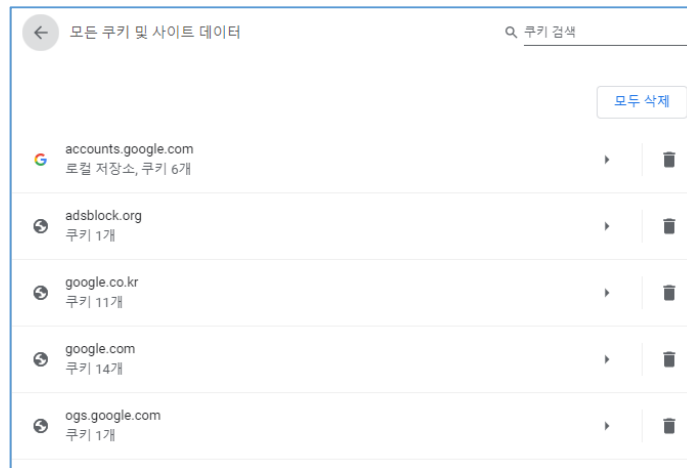 모든 쿠키 및 사이트 데이터
쿠키 검색
모두 삭제
accounts.google.com
로컬 저장소, 쿠키 6개
adsblock.org
쿠키 1개
google.co.kr
쿠키 11개
google.com
쿠키 14개
ogs.google.com
쿠키 1개